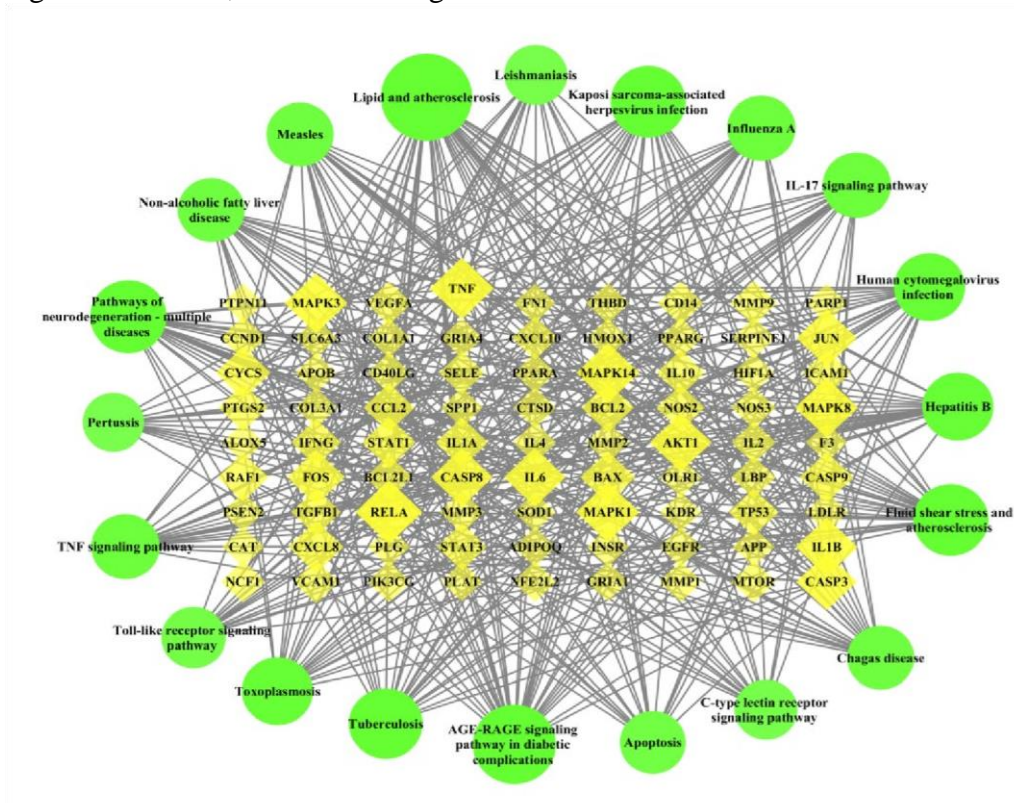 Leishmaniasis
Lipid and atherosclerosis
Kaposi sarcoma-associated
herpesvirus infection
Measles
Influenza A
IL-17 signaling pathway
Non-alcoholic fatty liver
disease
Human cytomegalovirus
infection
Pathways of
neurodegeneration - multiple
diseases
PTPN11 MAPK3 VEGFA TNF FN1 THBD CD14 MMP9 PARP1
CCND1 SLC6A3 COL1A1 GRIA4 CXCL10 HMOX1 PPARG SERPINE1 JUN
CYCS APOB CD40LG SELE PPARA MAPK14 IL10 HIF1A ICAM1
PTGS2 COL3A1 CCL2 SPP1 CTSD BCL2 NOS2 NOS3 MAPK8
Pertussis
Hepatitis B
ALOX5 IFNG STAT1 IL1A IL4 MMP2 AKT1 IL2 F3
RAF1 FOS BCL2L1 CASP8 IL6 BAX OLR1 LBP CASP9
PSEN2 TGFB1 RELA MMP3 SOD1 MAPK1 KDR TP53 LDLR
Fluid shear stress and
atherosclerosis
TNF signaling pathway
CAT CXCL8 PLG STAT3 ADIPOQ INSR EGFR APP IL1B
NCF1 VCAM1 PIK3CG PLAT NFE2L2 GRIA1 MMP1 MTOR CASP3
Toll-like receptor signaling
pathway
Chagas disease
Toxoplasmosis
C-type lectin receptor
signaling pathway
Tuberculosis
AGE-RAGE signaling
pathway in diabetic
complications
Apoptosis